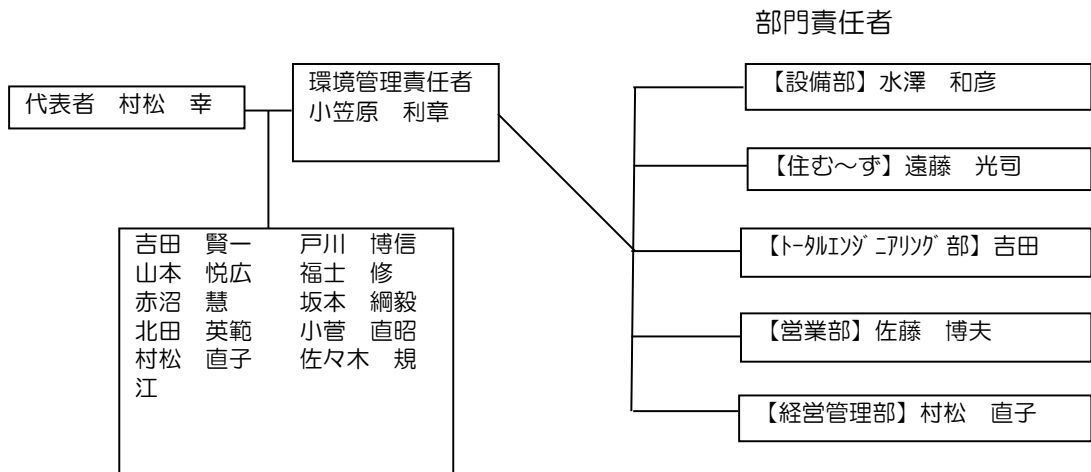 部門責任者
代表者　村松　幸
環境管理責任者
小笠原　利章
吉田　賢一　　戸川　博信
山本　悦広　　福士　修
赤沼　慧　　坂本　綱毅
北田　英範　　小菅　直昭
村松　直子　　佐々木　規
江
【設備部】水澤　和彦
【住む～ず】遠藤　光司
【ﾄｰﾀﾙｴﾝｼﾞﾆｱﾘﾝｸﾞ部】吉田
【営業部】佐藤　博夫
【経営管理部】村松　直子